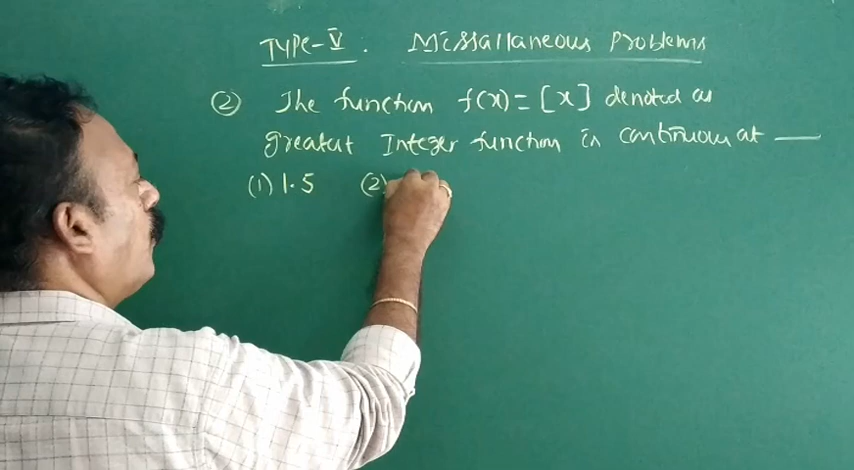 TYPE-V. Missallaneous Problems
(2) The function f(x) = [x] denoted as
greatest Integer function is continuous at ___
(1) 1.5 (2)